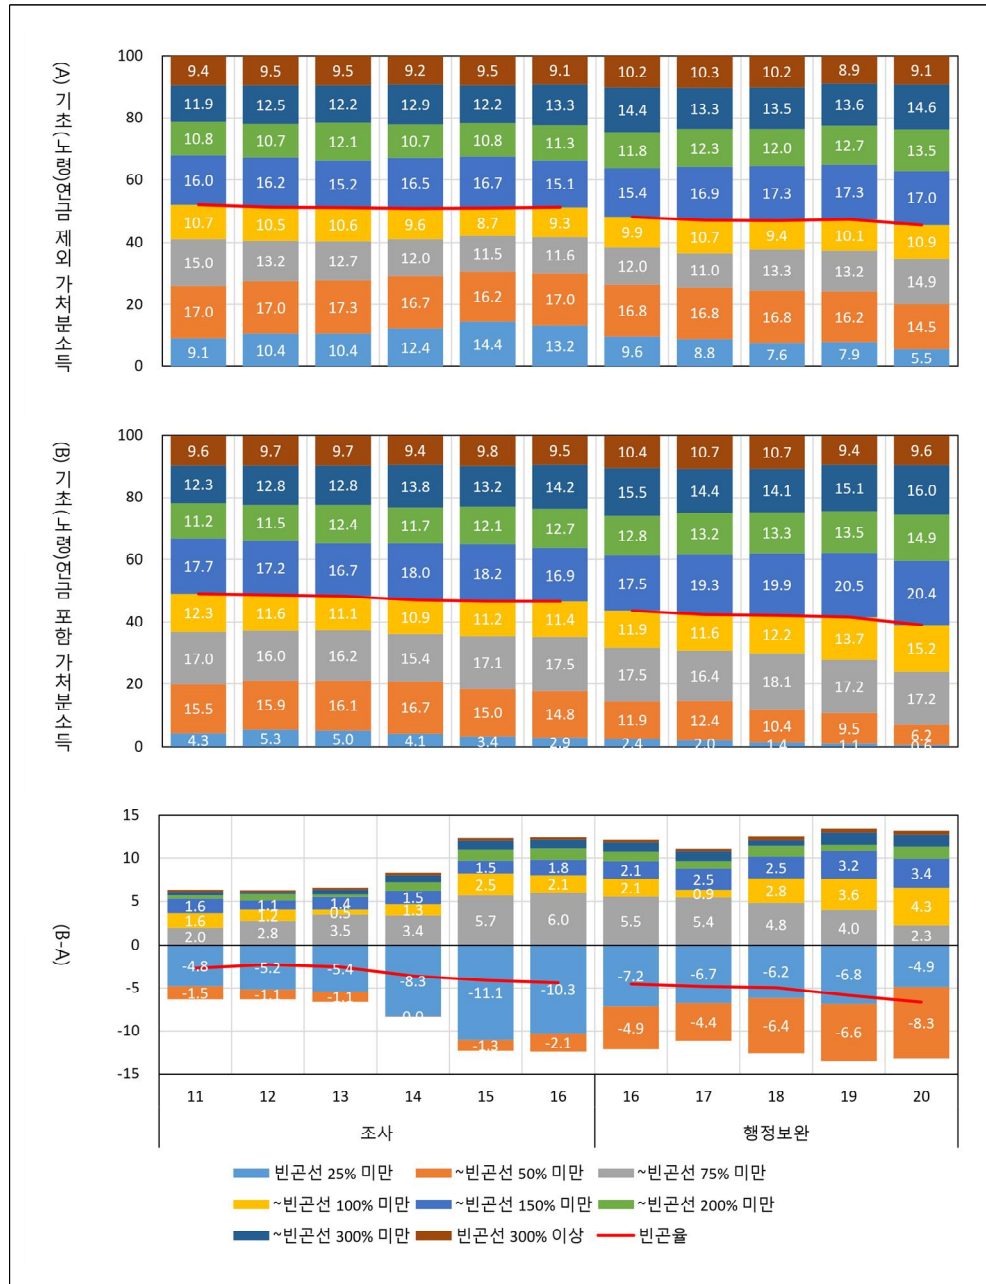 (A) 기초(노령)연금 제외 가처분소득
100
80
60
40
20
0
9.4 9.5 9.5 9.2 9.5 9.1 10.2 10.3 10.2 8.9 9.1
11.9 12.5 12.2 12.9 12.2 13.3 14.4 13.3 13.5 13.6 14.6
10.8 10.7 12.1 10.7 10.8 11.3 11.8 12.3 12.0 12.7 13.5
16.0 16.2 15.2 16.5 16.7 15.1 15.4 16.9 17.3 17.3 17.0
10.7 10.5 10.6 9.6 8.7 9.3 9.9 10.7 9.4 10.1 10.9
15.0 13.2 12.7 12.0 11.5 11.6 12.0 11.0 13.3 13.2 14.9
17.0 17.0 17.3 16.7 16.2 17.0 16.8 16.8 16.8 16.2 14.5
9.1 10.4 10.4 12.4 14.4 13.2 9.6 8.8 7.6 7.9 5.5
(B) 기초(노령)연금 포함 가처분소득
100
80
60
40
20
0
9.6 9.7 9.7 9.4 9.8 9.5 10.4 10.7 10.7 9.4 9.6
12.3 12.8 12.8 13.8 13.2 14.2 15.5 14.4 14.1 15.1 16.0
11.2 11.5 12.4 11.7 12.1 12.7 12.8 13.2 13.3 13.5 14.9
17.7 17.2 16.7 18.0 18.2 16.9 17.5 19.3 19.9 20.5 20.4
12.3 11.6 11.1 10.9 11.2 11.4 11.9 11.6 12.2 13.7 15.2
17.0 16.0 16.2 15.4 17.1 17.5 17.5 16.4 18.1 17.2 17.2
15.5 15.9 16.1 16.7 15.0 14.8 11.9 12.4 10.4 9.5 6.2
4.3 5.3 5.0 4.1 3.4 2.9 2.4 2.0 1.4 1.1 0.6
(B-A)
15
10
5
0
-5
-10
-15
1.6 1.1 1.4 1.5 1.5 1.8 2.1 2.5 2.5 3.2 3.4
1.6 1.2 0.5 1.3 2.5 2.1 2.1 0.9 2.8 3.6 4.3
2.0 2.8 3.5 3.4 5.7 6.0 5.5 5.4 4.8 4.0 2.3
-4.8 -5.2 -5.4 -8.3 -11.1 -10.3 -7.2 -6.7 -6.2 -6.8 -4.9
-1.5 -1.1 -1.1 0.0 -1.3 -2.1 -4.9 -4.4 -6.4 -6.6 -8.3
11 12 13 14 15 16 16 17 18 19 20
조사 행정보완
빈곤선 25% 미만 ~빈곤선 50% 미만 ~빈곤선 75% 미만
~빈곤선 100% 미만 ~빈곤선 150% 미만 ~빈곤선 200% 미만
~빈곤선 300% 미만 빈곤선 300% 이상 빈곤율